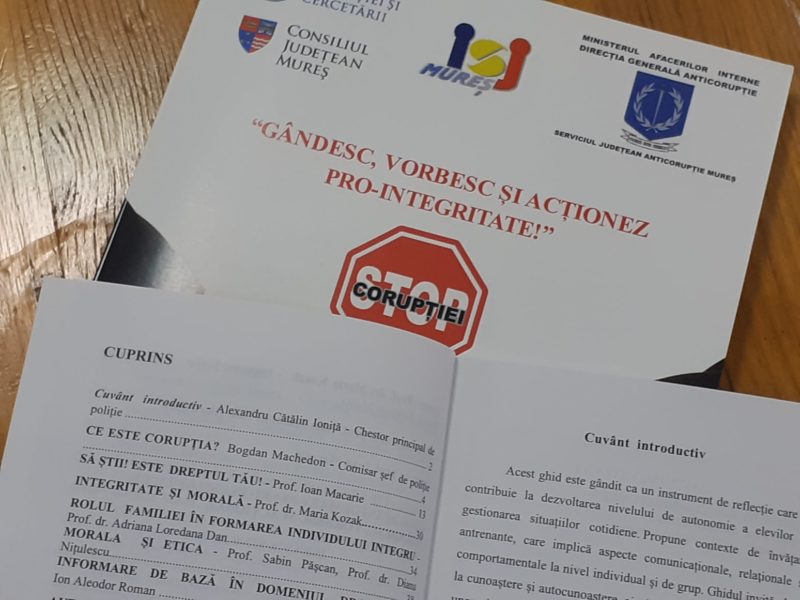 CERCETĂRII
CONSILIUL
JUDEȚEAN
MUREȘ
ISJ
MUREȘ
MINISTERUL AFACERILOR INTERNE
DIRECȚIA GENERALĂ ANTICORUPȚIE
SERVICIUL JUDEȚEAN ANTICORUPȚIE MUREȘ
“GÂNDESC, VORBESC ȘI ACȚIONEZ
PRO-INTEGRITATE!”
STOP
CORUPȚIEI
CUPRINS
Cuvânt introductiv - Alexandru Cătălin Ioniță - Chestor principal de
poliție ........ 2
CE ESTE CORUPȚIA? Bogdan Machedon - Comisar șef de poliție
........ 4
SĂ ȘTII! ESTE DREPTUL TĂU! - Prof. Ioan Macarie ........ 13
INTEGRITATE ȘI MORALĂ - Prof. dr. Maria Kozak ........ 30
ROLUL FAMILIEI ÎN FORMAREA INDIVIDULUI INTEGRU -
Prof. dr. Adriana Loredana Dan ........ 34
MORALA ȘI ETICA - Prof. Sabin Pășcan, Prof. dr. Diana
Nițulescu ........
INFORMARE DE BAZĂ ÎN DOMENIUL
Ion Aleodor Roman
Cuvânt introductiv
Acest ghid este gândit ca un instrument de reflecție care
contribuie la dezvoltarea nivelului de autonomie a elevilor
gestionarea situațiilor cotidiene. Propune contexte de
antrenante, care implică aspecte comunicaționale, relaționale
comportamentale la nivel individual și de grup. Ghidul
la cunoaștere și autocunoaștere